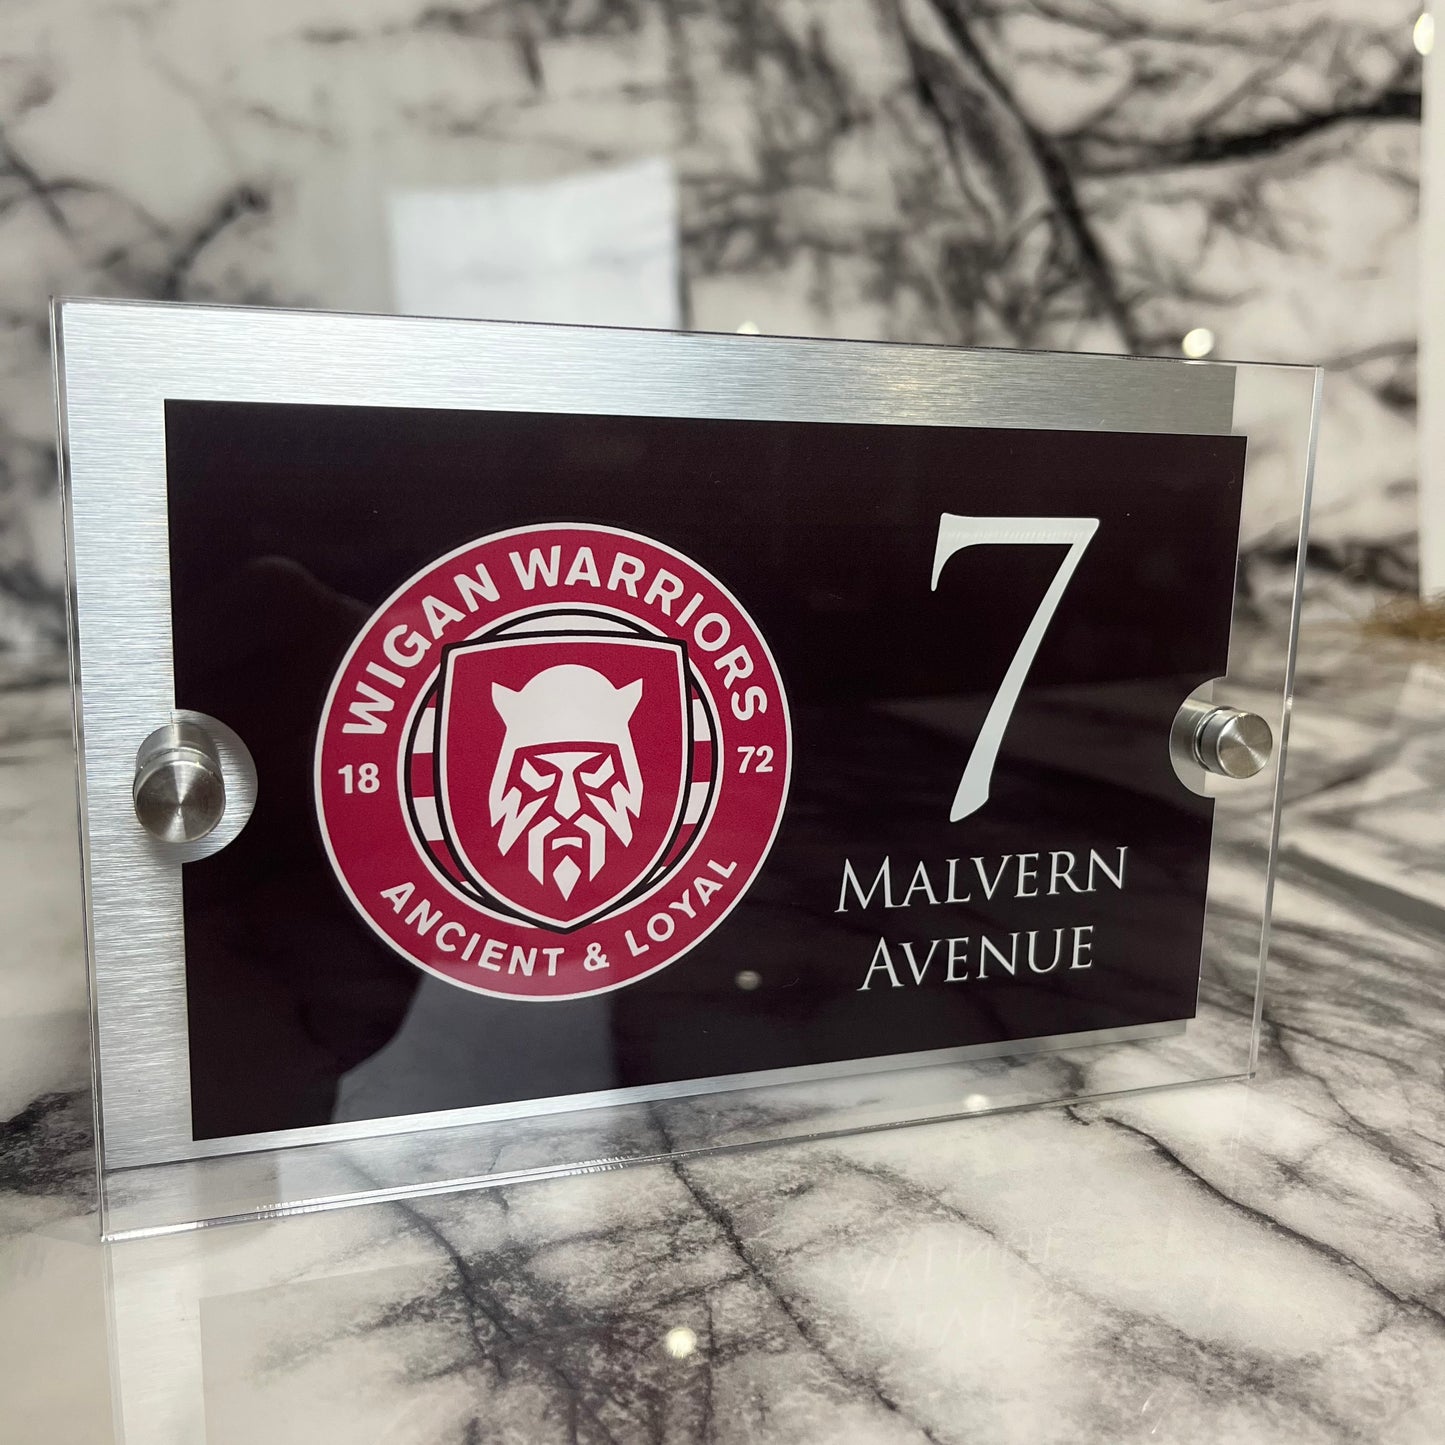 WIGAN WARRIORS
18 72
ANCIENT & LOYAL
7
MALVERN
AVENUE